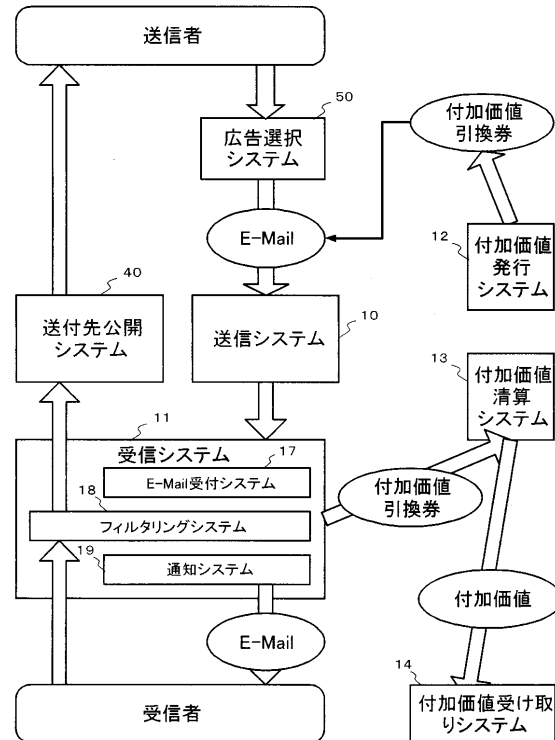 送信者
50
広告選択
システム
付加価値
引換券
E-Mail
12
付加価値
発行
システム
40
送付先公開
システム
10
送信システム
13
付加価値
清算
システム
11
受信システム
17
E-Mail受付システム
18
フィルタリングシステム
付加価値
引換券
19
通知システム
付加価値
E-Mail
14
付加価値受け取
りシステム
受信者